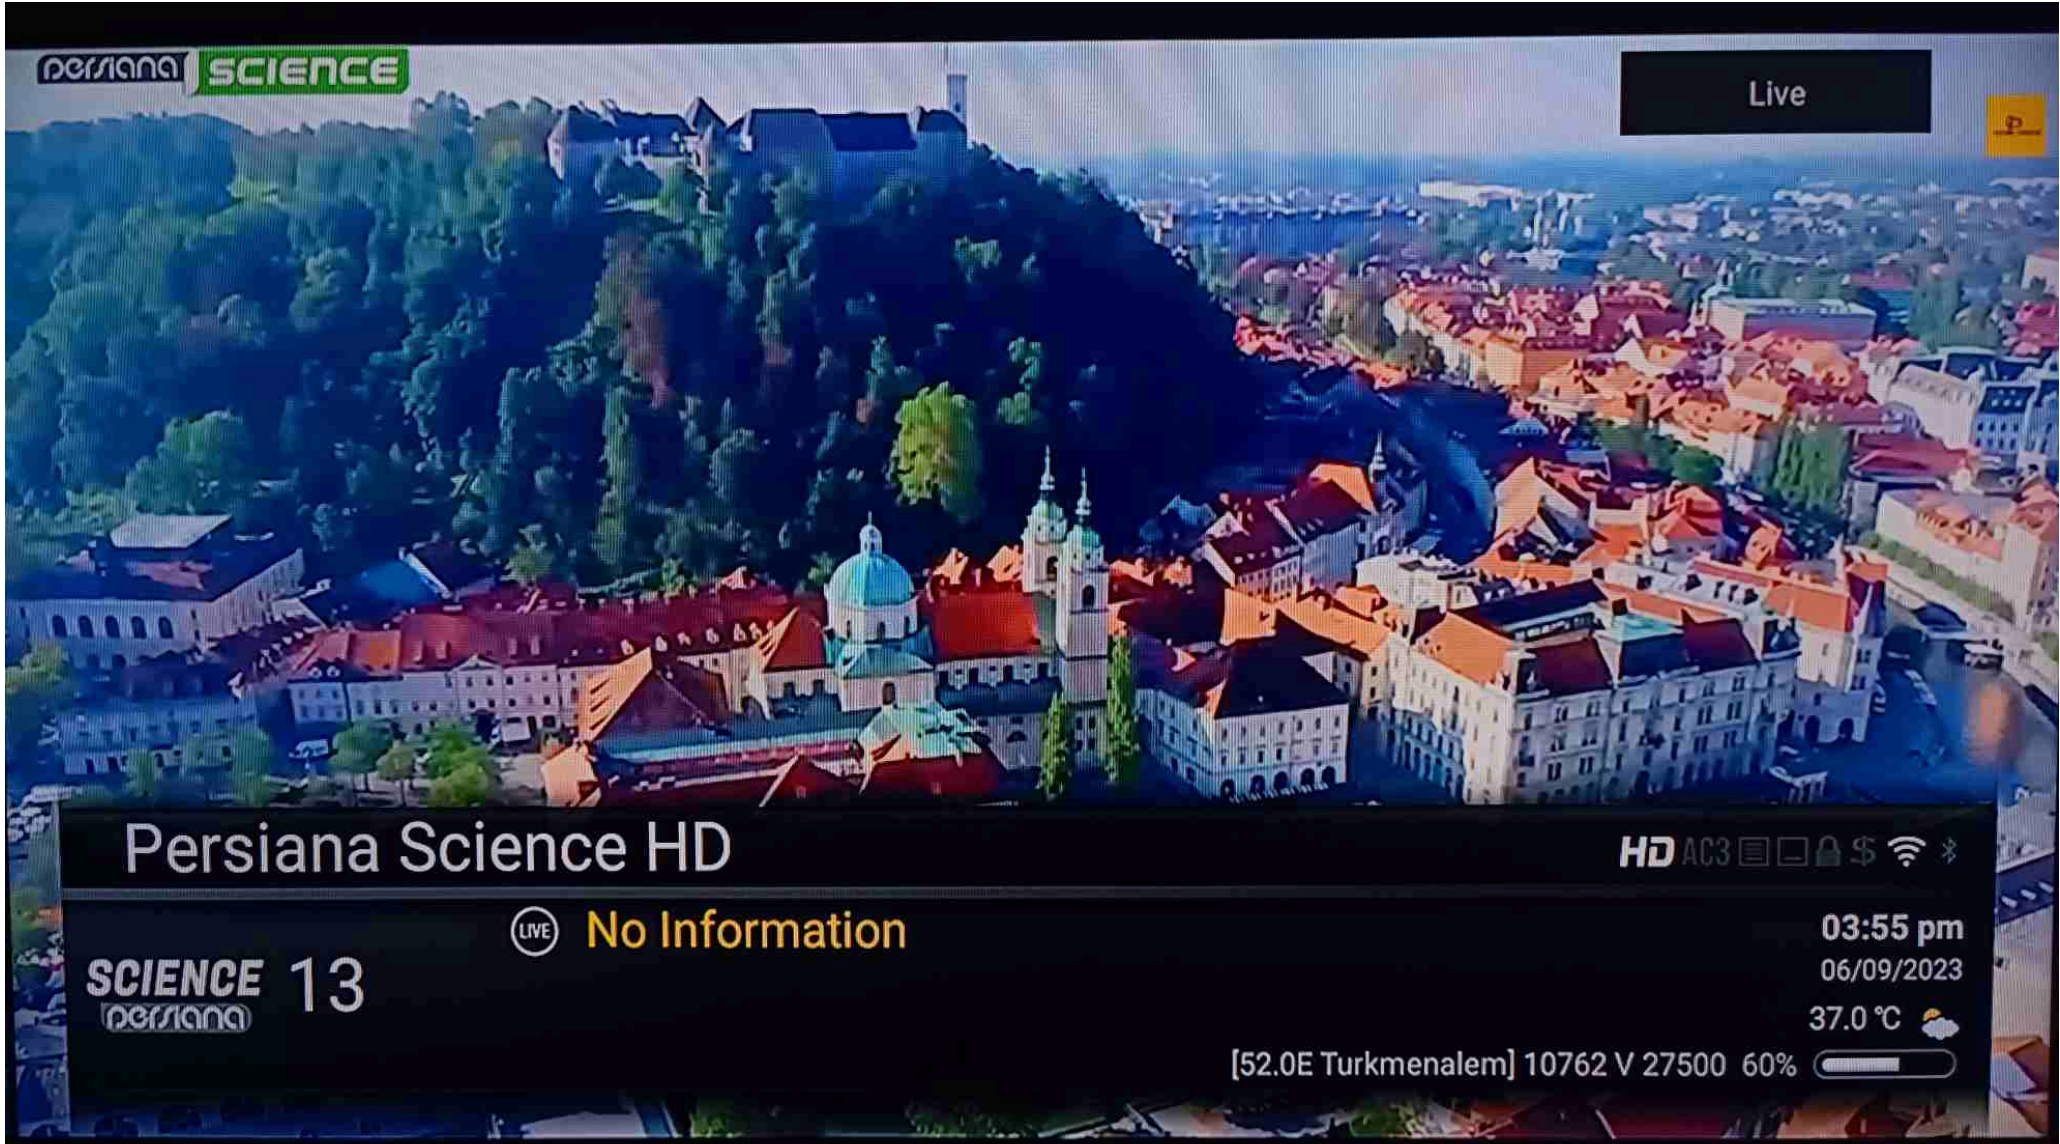 persiana SCIENCE
Live
Persiana Science HD
HD AC3 $
LIVE No Information
03:55 pm
SCIENCE 13
06/09/2023
persiana
37.0 °C
[52.0E Turkmenalem] 10762 V 27500 60%